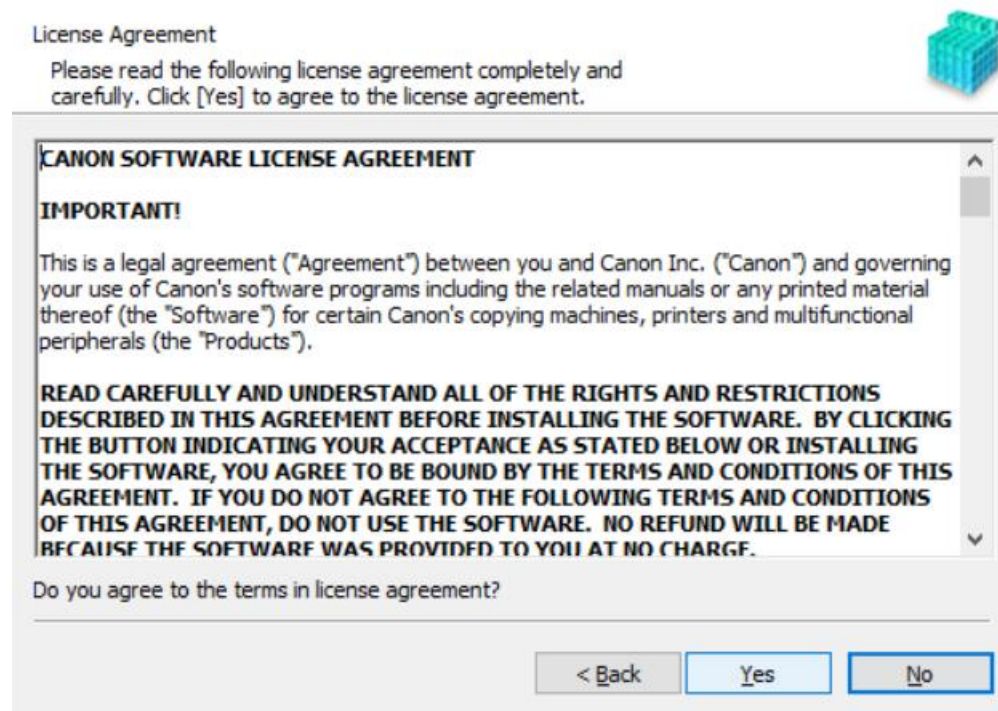 License Agreement
Please read the following license agreement completely and
carefully. Click [Yes] to agree to the license agreement.
CANON SOFTWARE LICENSE AGREEMENT
IMPORTANT!
This is a legal agreement ("Agreement") between you and Canon Inc. ("Canon") and governing
your use of Canon's software programs including the related manuals or any printed material
thereof (the "Software") for certain Canon's copying machines, printers and multifunctional
peripherals (the "Products").
READ CAREFULLY AND UNDERSTAND ALL OF THE RIGHTS AND RESTRICTIONS
DESCRIBED IN THIS AGREEMENT BEFORE INSTALLING THE SOFTWARE.  BY CLICKING
THE BUTTON INDICATING YOUR ACCEPTANCE AS STATED BELOW OR INSTALLING
THE SOFTWARE, YOU AGREE TO BE BOUND BY THE TERMS AND CONDITIONS OF THIS
AGREEMENT.  IF YOU DO NOT AGREE TO THE FOLLOWING TERMS AND CONDITIONS
OF THIS AGREEMENT, DO NOT USE THE SOFTWARE.  NO REFUND WILL BE MADE
BECAUSE THE SOFTWARE WAS PROVIDED TO YOU AT NO CHARGE.
Do you agree to the terms in license agreement?
< Back
Yes
No